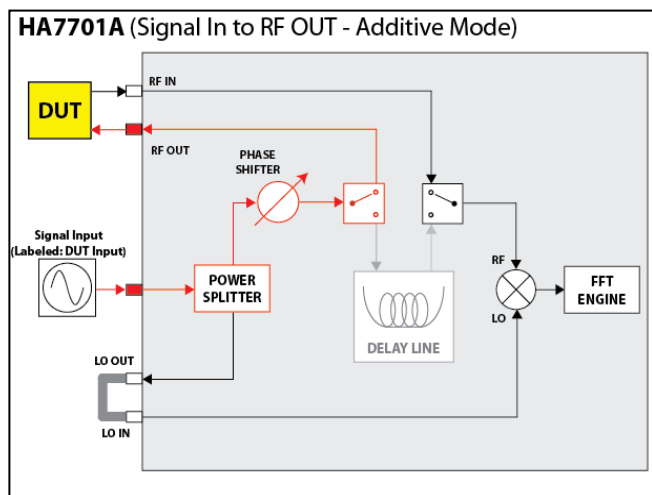 HA7701A (Signal In to RF OUT - Additive Mode)
RF IN
DUT
RF OUT
PHASE
SHIFTER
Signal Input
(Labeled: DUT Input)
POWER
SPLITTER
RF
LO
FFT
ENGINE
DELAY LINE
LO OUT
LO IN